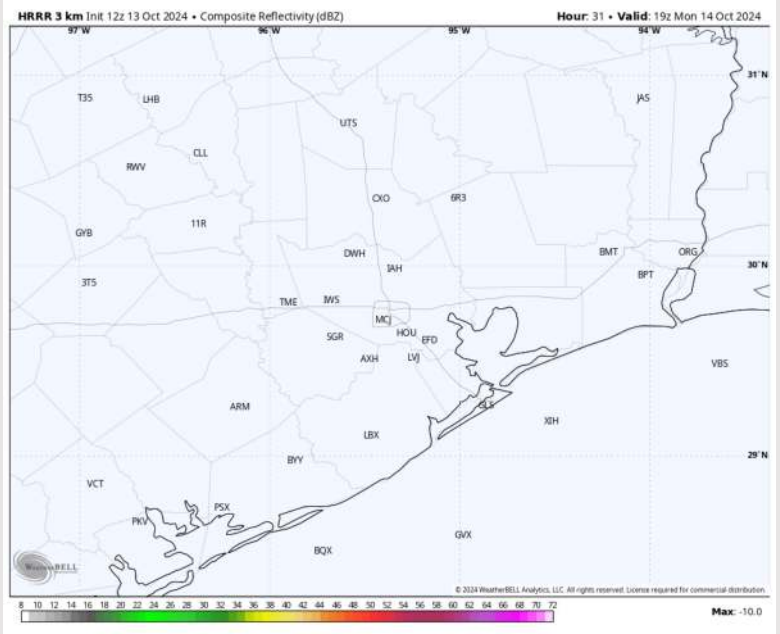 HRRR 3 km Init 12z 13 Oct 2024 • Composite Reflectivity (dBZ) Hour: 31 • Valid: 19z Mon 14 Oct 2024
97°W 96°W 95°W 94°W
31°N
T35 LHB JAS
UTS
CLL
RWV
CXO 6R3
11R
GYB
DWH BMT ORG
IAH 30°N
BPT
3T5
TME IWS
MCJ
SGR HOU EFD
AXH LVJ VBS
ARM GLS
XIH
LBX
BYY 29°N
VCT
PSX
PKV
GVX
BQX
WeatherBELL
© 2024 WeatherBELL Analytics, LLC. All rights reserved. License required for commercial distribution.
8 10 12 14 16 18 20 22 24 26 28 30 32 34 36 38 40 42 44 46 48 50 52 54 56 58 60 62 64 66 68 70 72
Max: -10.0